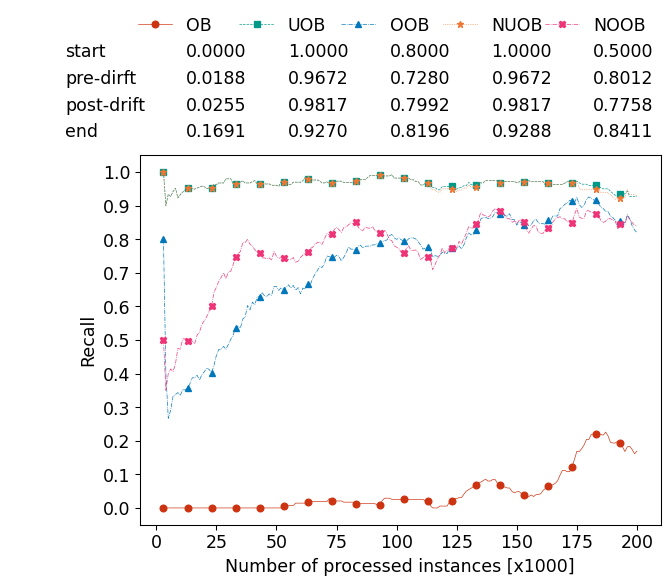 OB UOB OOB NUOB NOOB
start 0.0000 1.0000 0.8000 1.0000 0.5000
pre-dirft 0.0188 0.9672 0.7280 0.9672 0.8012
post-drift 0.0255 0.9817 0.7992 0.9817 0.7758
end 0.1691 0.9270 0.8196 0.9288 0.8411
1.0
0.9
0.8
0.7
0.6
0.5
0.4
0.3
0.2
0.1
0.0
Recall
0 25 50 75 100 125 150 175 200
Number of processed instances [x1000]